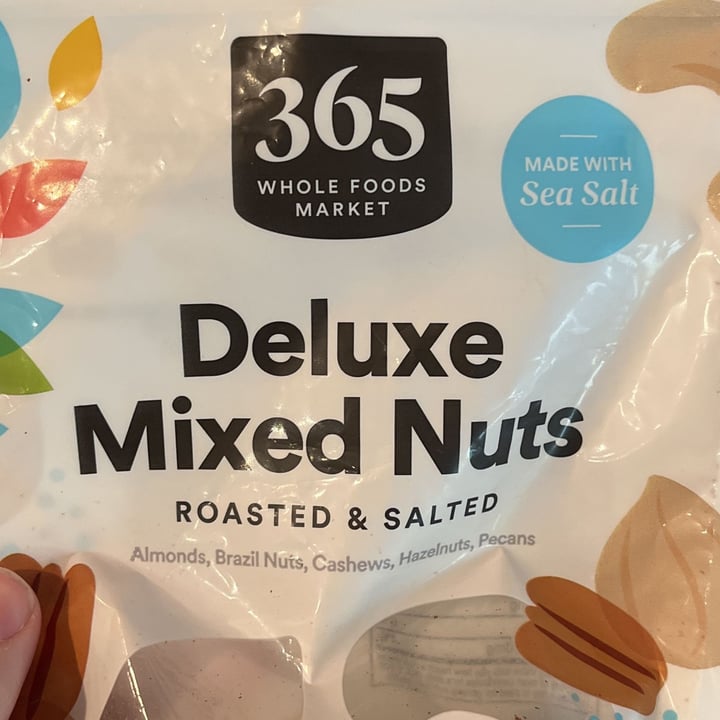 365
WHOLE FOODS
MARKET
MADE WITH
Sea Salt
Deluxe
Mixed Nuts
ROASTED & SALTED
Almonds, Brazil Nuts, Cashews, Hazelnuts, Pecans